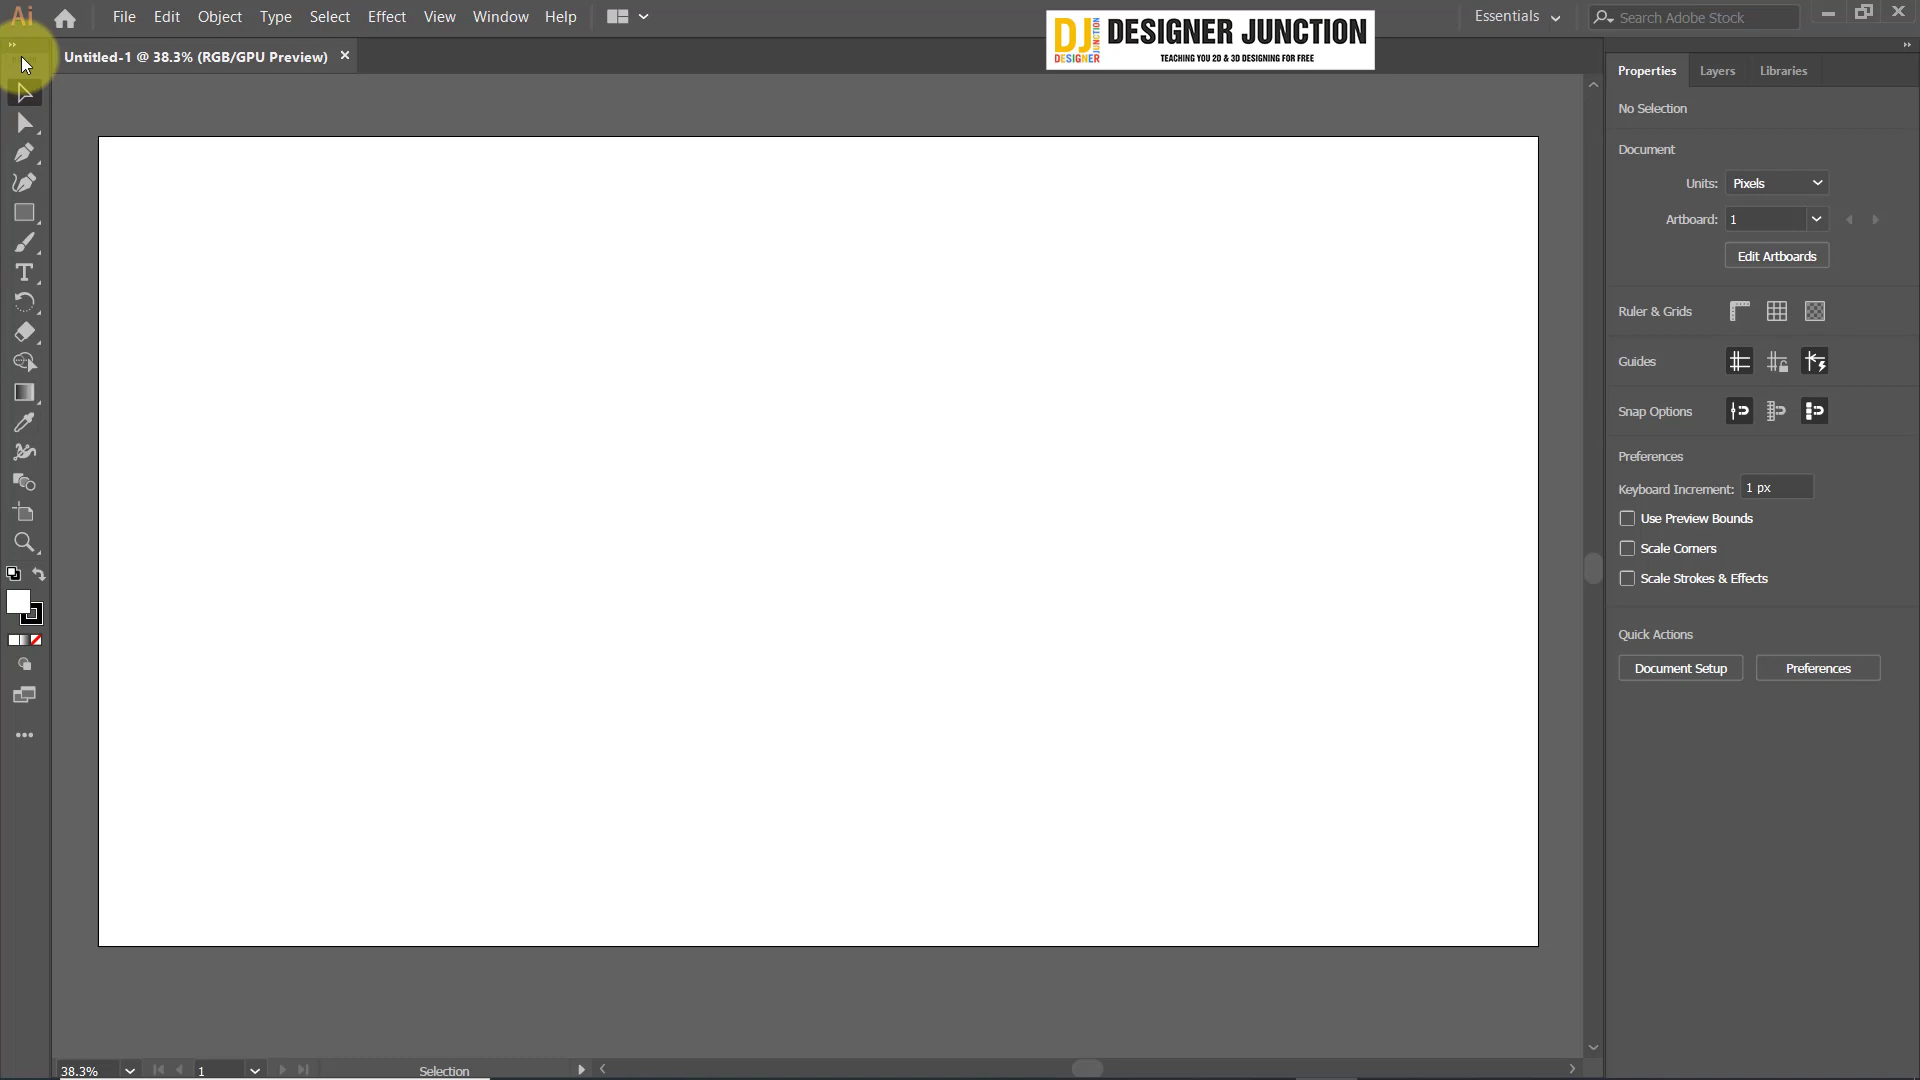 Ai
File Edit Object Type Select Effect View Window Help
Essentials
Search Adobe Stock
DJ DESIGNER JUNCTION
DESIGNER JUNCTION
TEACHING YOU 2D & 3D DESIGNING FOR FREE
Untitled-1 @ 38.3% (RGB/GPU Preview)
Properties Layers Libraries
No Selection
Document
Units: Pixels
Artboard: 1
Edit Artboards
Ruler & Grids
Guides
Snap Options
Preferences
Keyboard Increment: 1 px
Use Preview Bounds
Scale Corners
Scale Strokes & Effects
Quick Actions
Document Setup Preferences
38.3% 1 Selection